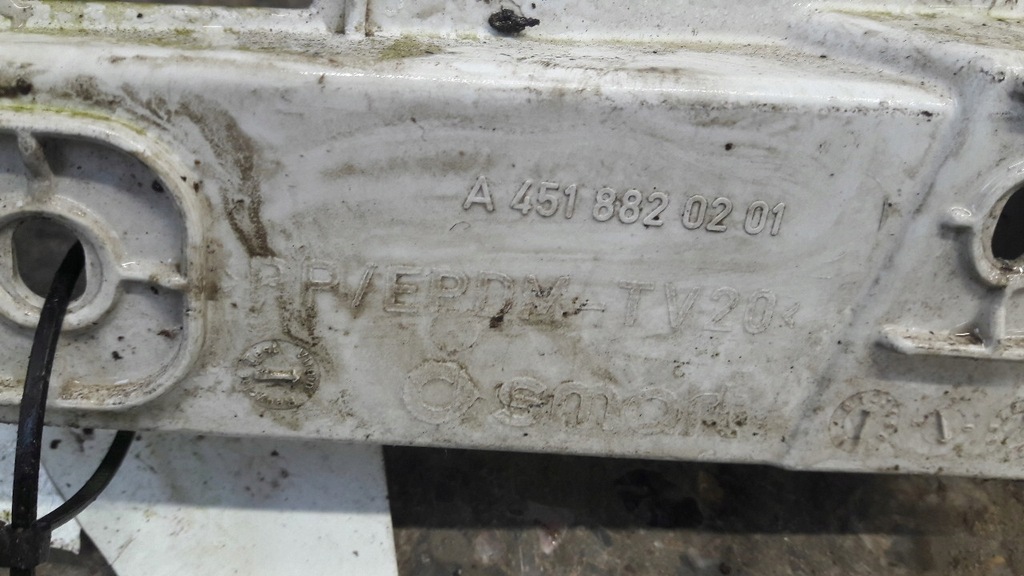 A 451 882 02 01
>PP/EPDM-TV20<
smart